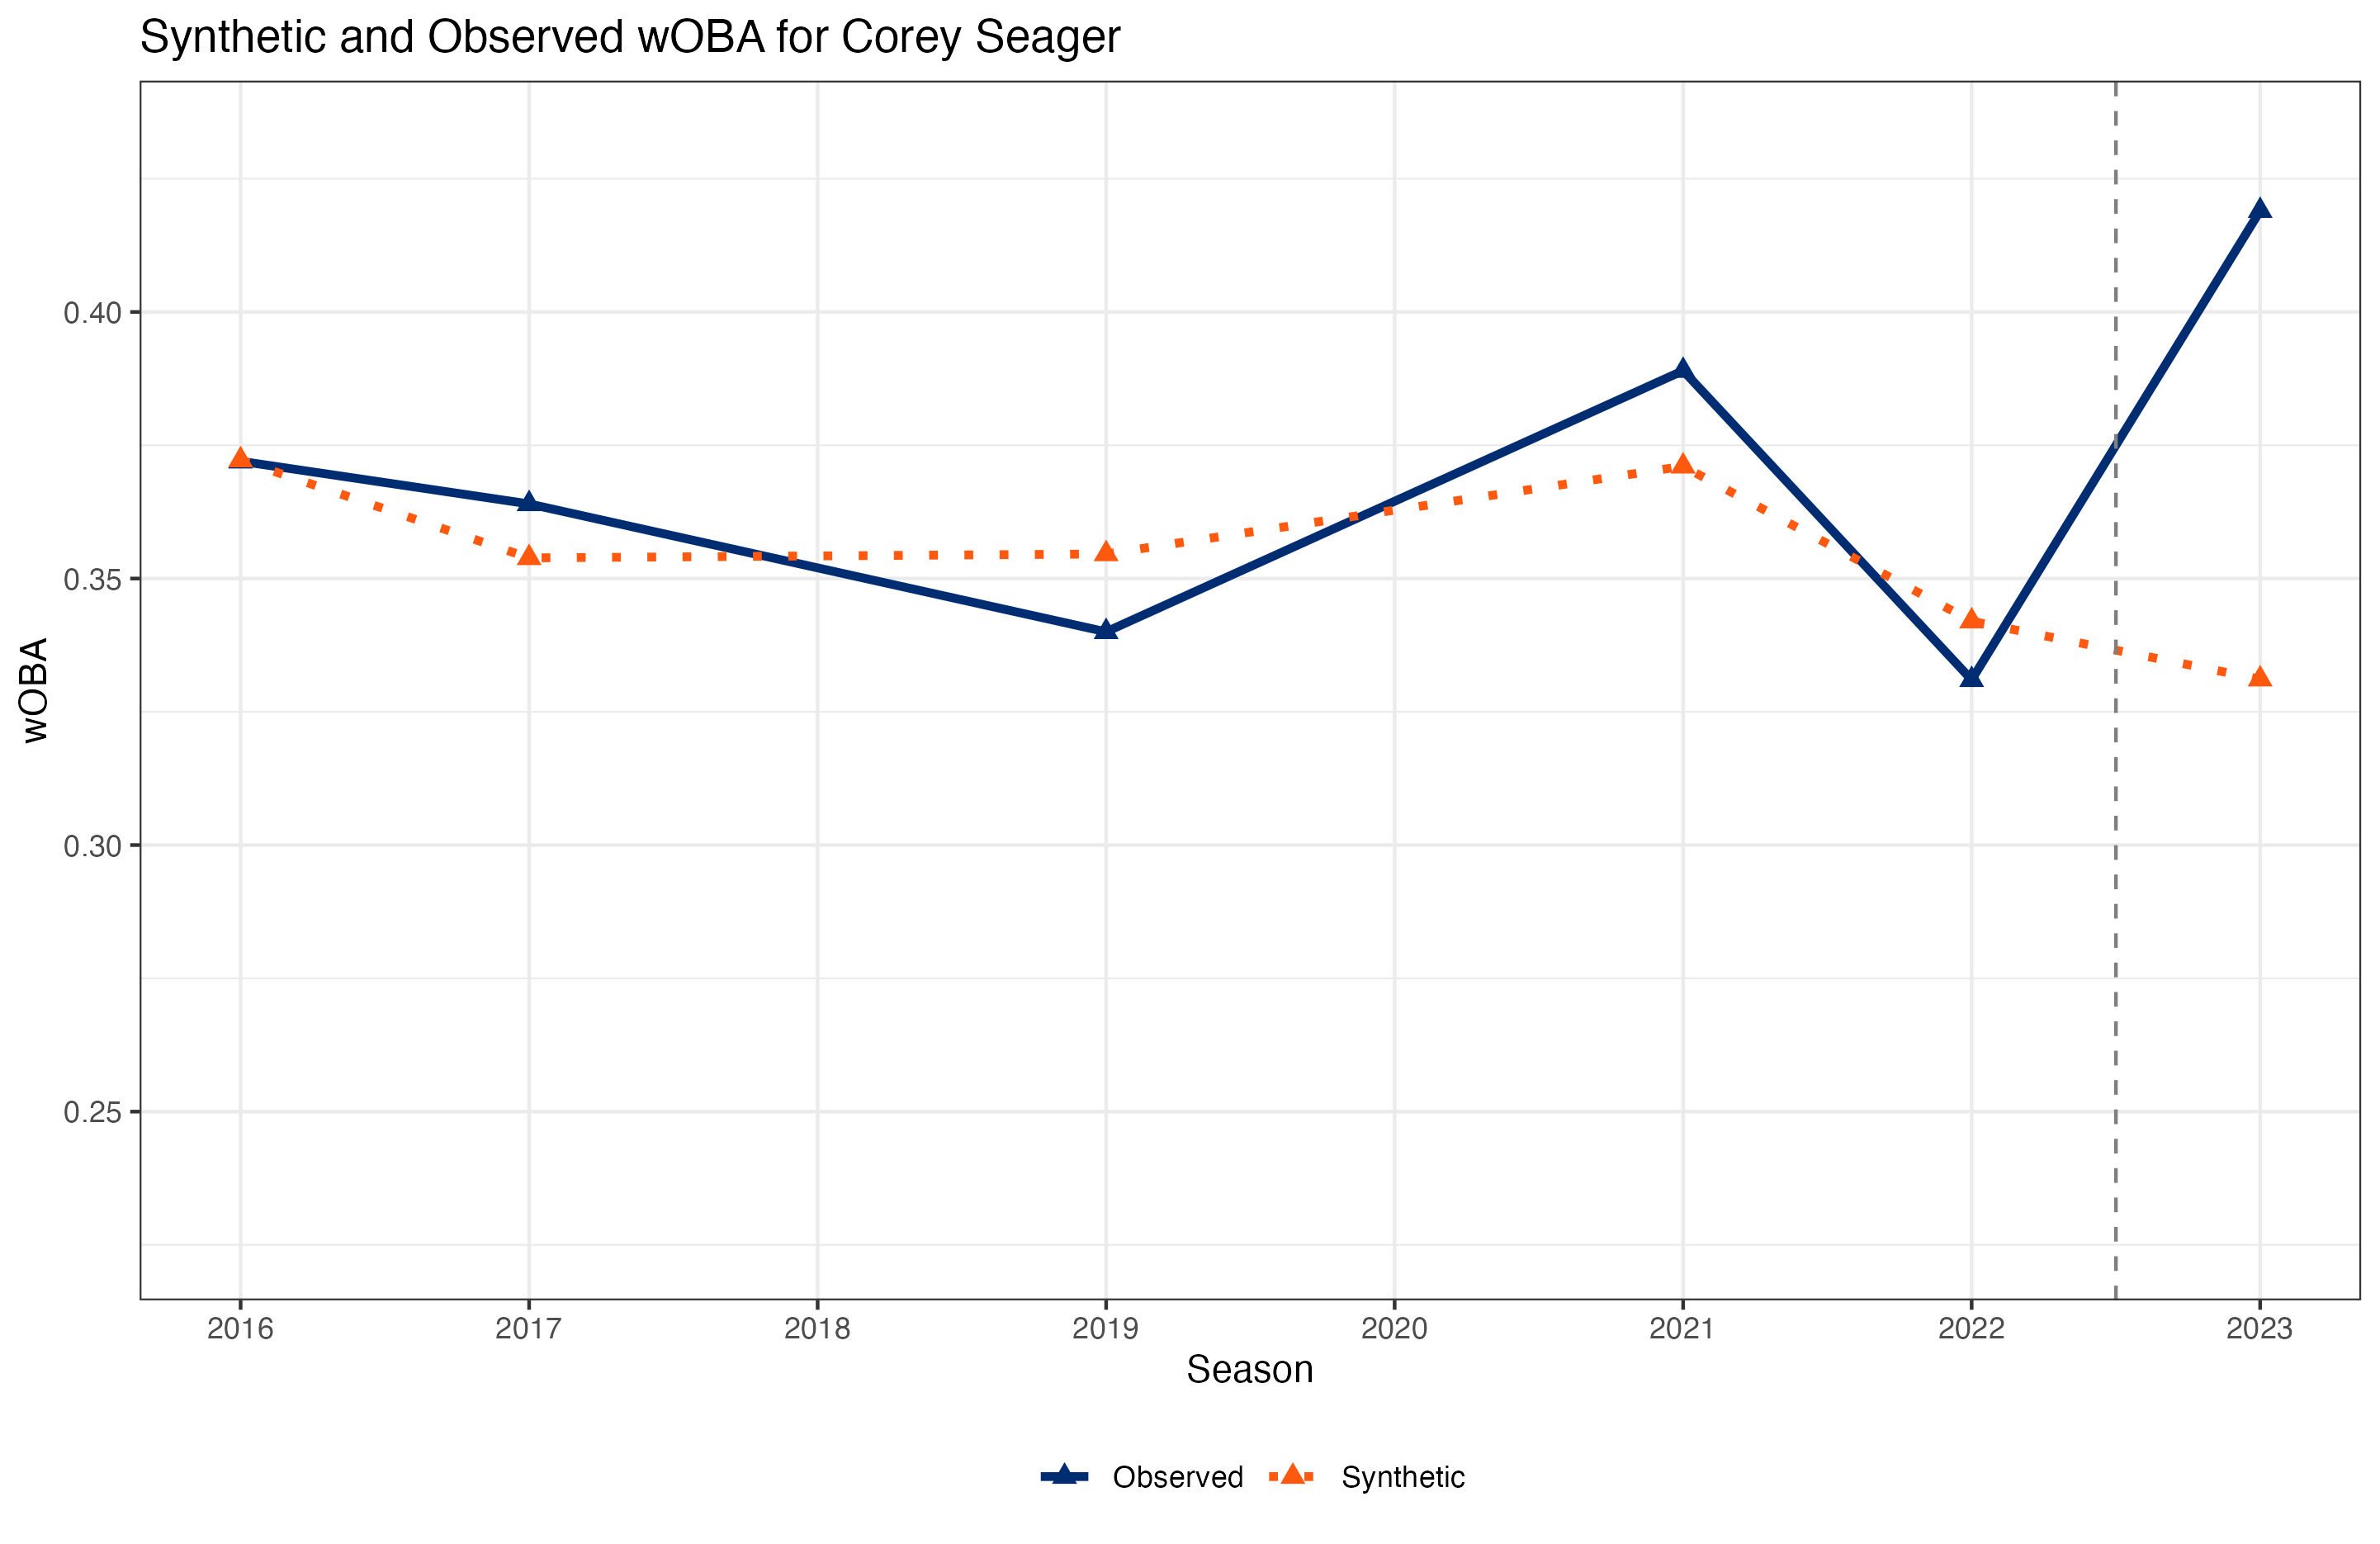 Synthetic and Observed wOBA for Corey Seager
wOBA
0.40
0.35
0.30
0.25
2016 2017 2018 2019 2020 2021 2022 2023
Season
Observed Synthetic